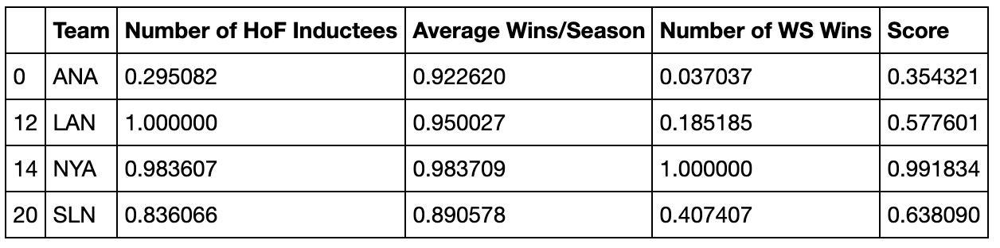 Team Number of HoF Inductees Average Wins/Season Number of WS Wins Score
0 ANA 0.295082 0.922620 0.037037 0.354321
12 LAN 1.000000 0.950027 0.185185 0.577601
14 NYA 0.983607 0.983709 1.000000 0.991834
20 SLN 0.836066 0.890578 0.407407 0.638090